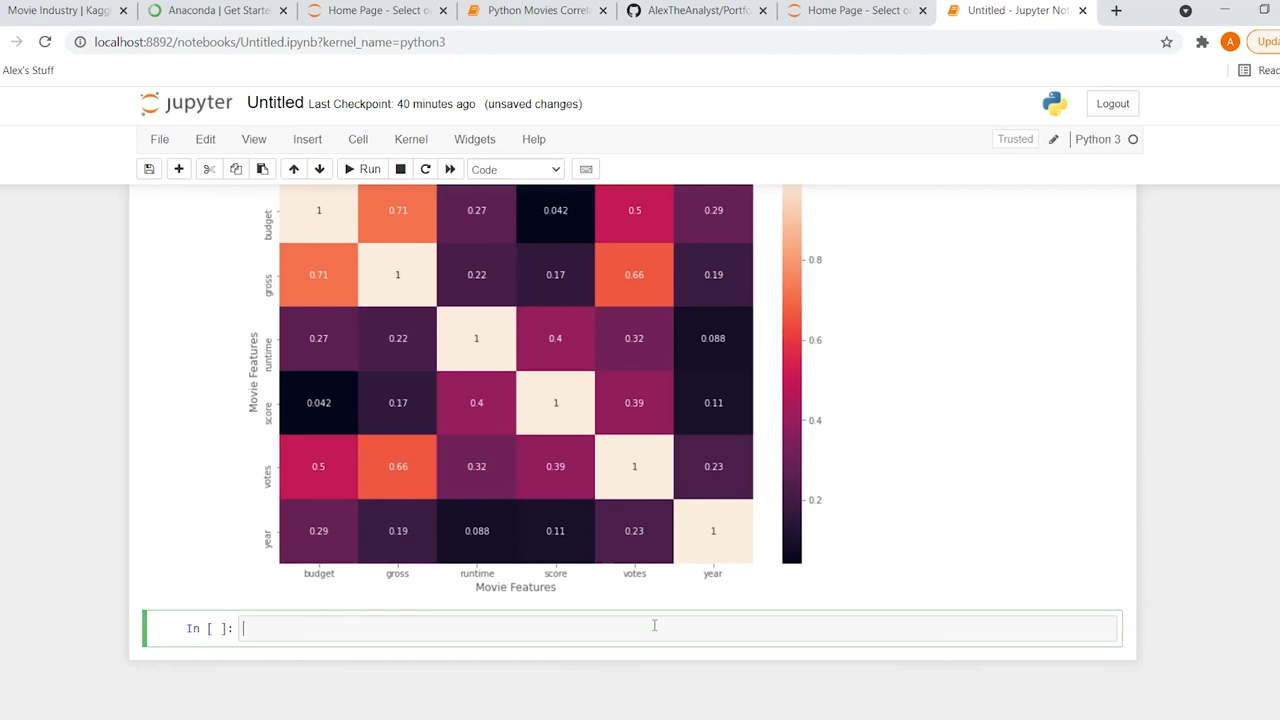 Movie Industry | Kagg
Anaconda | Get Starte
Home Page - Select o
Python Movies Correla
AlexTheAnalyst/Portfo
Home Page - Select o
Untitled - Jupyter Not
localhost:8892/notebooks/Untitled.ipynb?kernel_name=python3
A
Upda
Alex's Stuff
Read
jupyter Untitled Last Checkpoint: 40 minutes ago (unsaved changes)
Logout
File Edit View Insert Cell Kernel Widgets Help
Trusted
Python 3
Run
Code
budget 1 0.71 0.27 0.042 0.5 0.29
0.8
gross 0.71 1 0.22 0.17 0.66 0.19
Movie Features
runtime 0.27 0.22 1 0.4 0.32 0.088
0.6
score 0.042 0.17 0.4 1 0.39 0.11
0.4
votes 0.5 0.66 0.32 0.39 1 0.23
0.2
year 0.29 0.19 0.088 0.11 0.23 1
budget gross runtime score votes year
Movie Features
In [ ]: